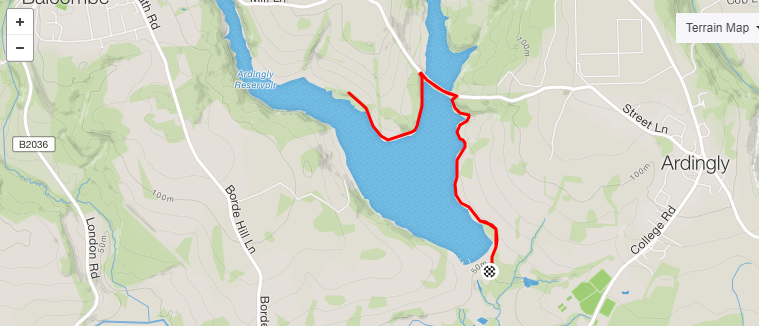 Balcombe
Mill Ln
+
−
Terrain Map
100m
Ardingly
Reservoir
Street Ln
B2036
Ardingly
100m
100m
Borde Hill Ln
College Rd
London Rd
50m
50m
Borde